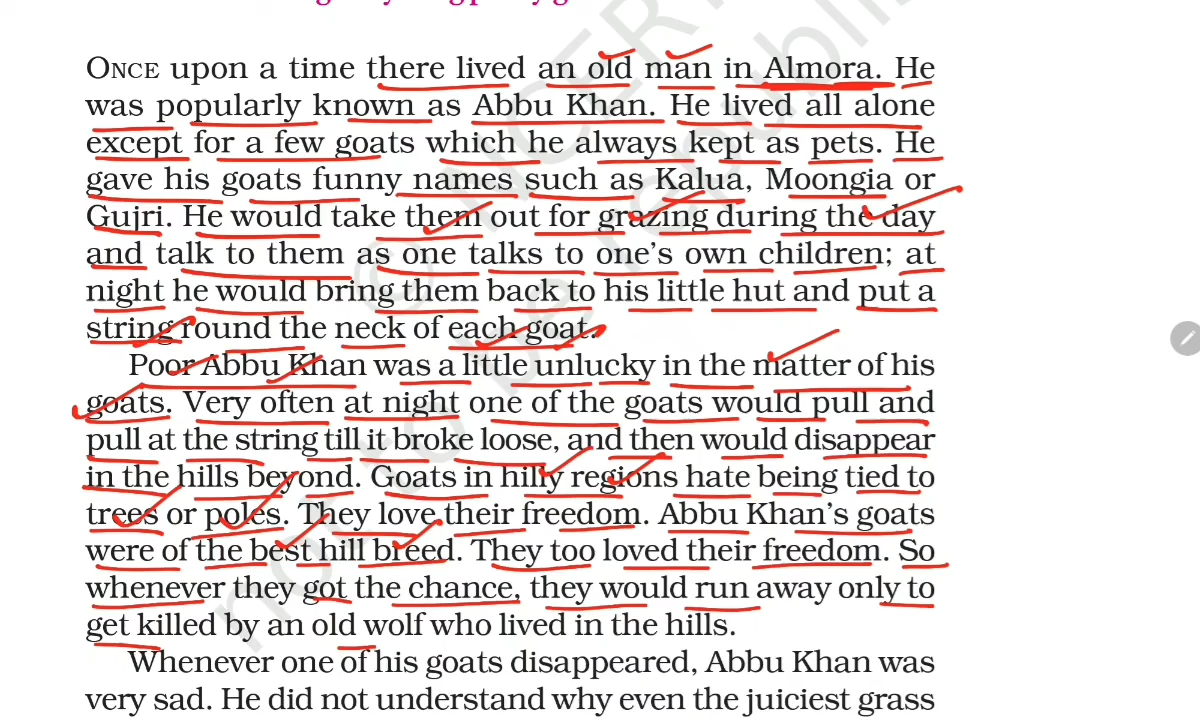 ONCE upon a time there lived an old man in Almora. He
was popularly known as Abbu Khan. He lived all alone
except for a few goats which he always kept as pets. He
gave his goats funny names such as Kalua, Moongia or
Gujri. He would take them out for grazing during the day
and talk to them as one talks to one's own children; at
night he would bring them back to his little hut and put a
string round the neck of each goat.
Poor Abbu Khan was a little unlucky in the matter of his
goats. Very often at night one of the goats would pull and
pull at the string till it broke loose, and then would disappear
in the hills beyond. Goats in hilly regions hate being tied to
trees or poles. They love their freedom. Abbu Khan's goats
were of the best hill breed. They too loved their freedom. So
whenever they got the chance, they would run away only to
get killed by an old wolf who lived in the hills.
Whenever one of his goats disappeared, Abbu Khan was
very sad. He did not understand why even the juiciest grass
© NCER
not to be republi